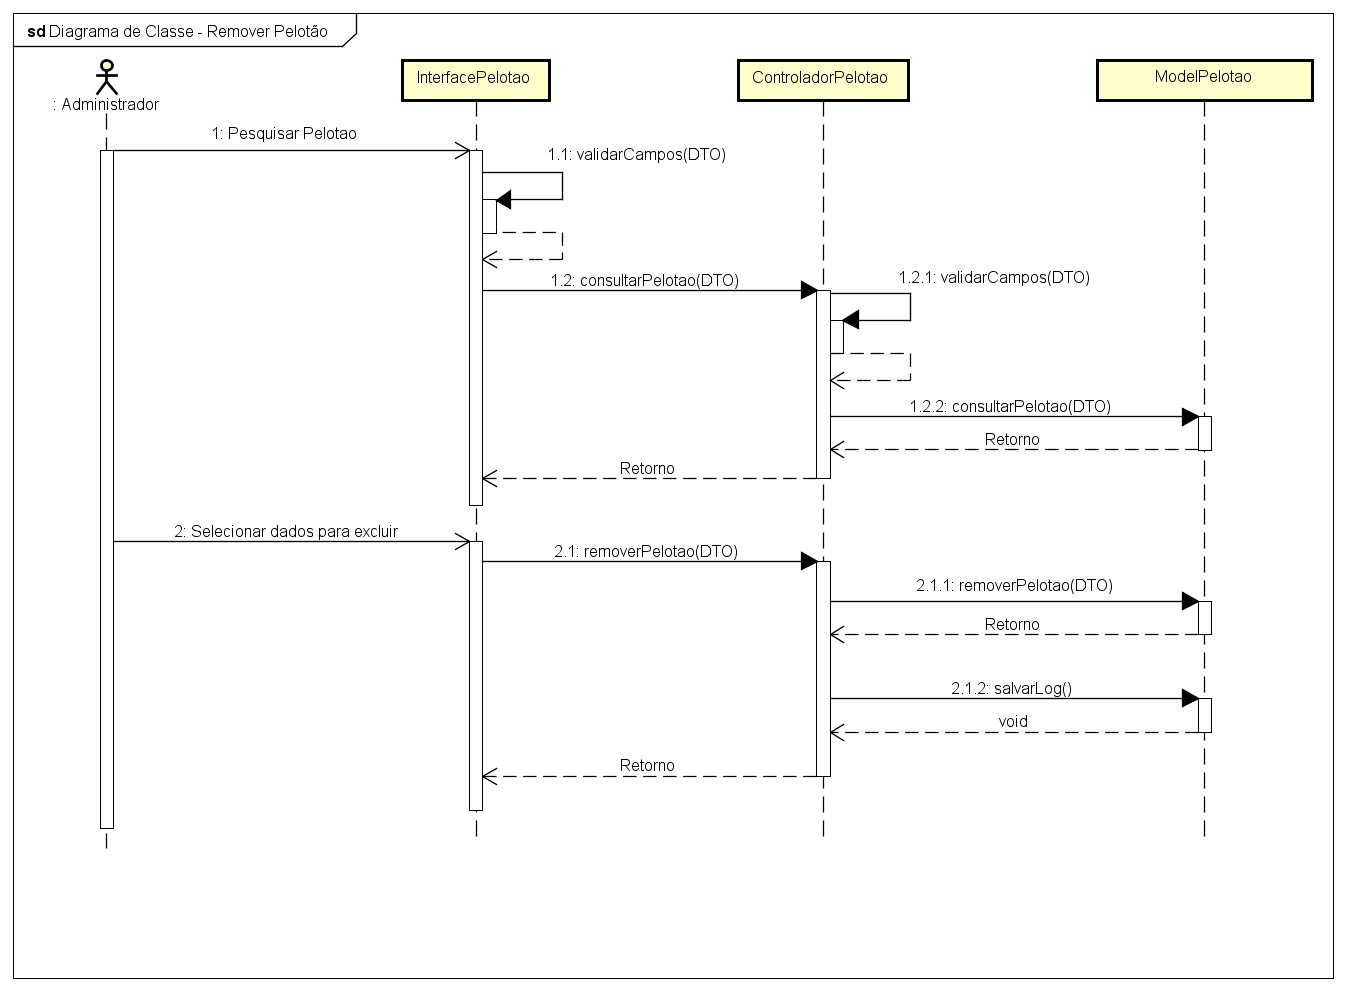 sd Diagrama de Classe - Remover Pelotão
: Administrador
InterfacePelotao
ControladorPelotao
ModelPelotao
1: Pesquisar Pelotao
1.1: validarCampos(DTO)
1.2: consultarPelotao(DTO)
1.2.1: validarCampos(DTO)
1.2.2: consultarPelotao(DTO)
Retorno
Retorno
2: Selecionar dados para excluir
2.1: removerPelotao(DTO)
2.1.1: removerPelotao(DTO)
Retorno
2.1.2: salvarLog()
void
Retorno